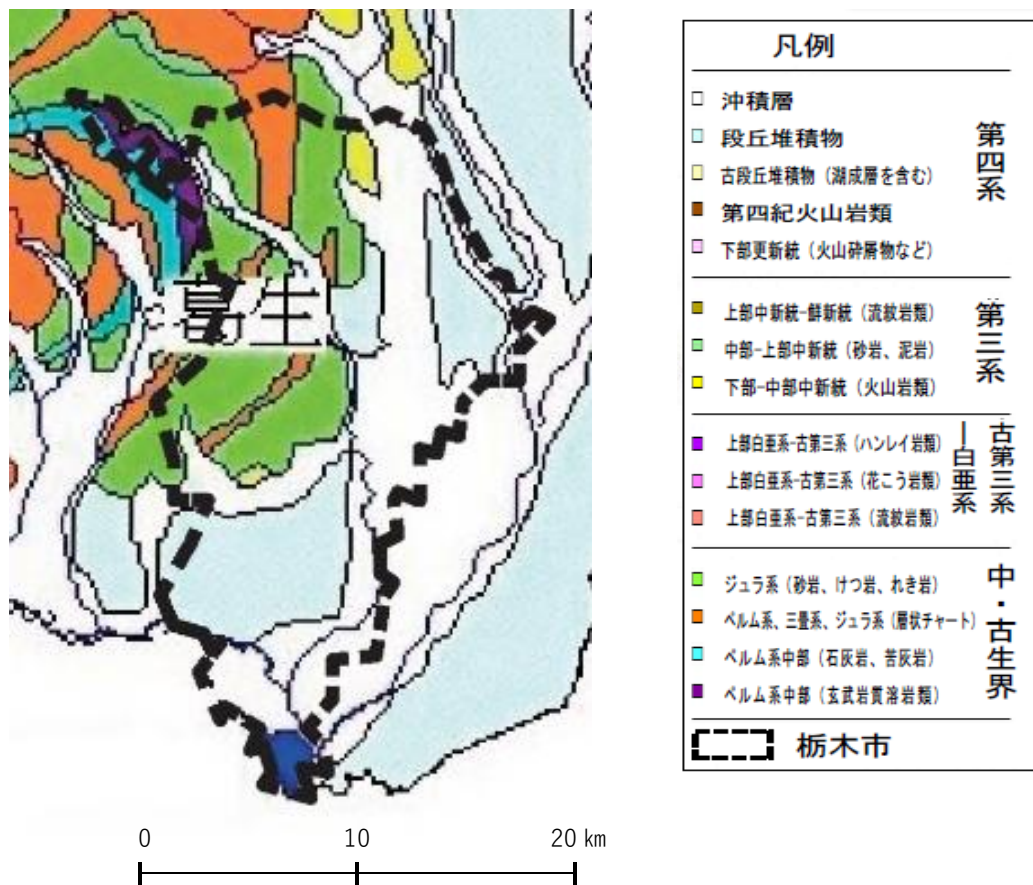 葛生
0 10 20 km
凡例
沖積層
段丘堆積物
古段丘堆積物（湖成層を含む）
第四紀火山岩類
下部更新統（火山砕屑物など）
第四系
上部中新統-鮮新統（流紋岩類）
中部-上部中新統（砂岩、泥岩）
下部-中部中新統（火山岩類）
第三系
上部白亜系-古第三系（ハンレイ岩類）
上部白亜系-古第三系（花こう岩類）
上部白亜系-古第三系（流紋岩類）
古第三系
ー白亜系
ジュラ系（砂岩、けつ岩、れき岩）
ペルム系、三畳系、ジュラ系（層状チャート）
ペルム系中部（石灰岩、苦灰岩）
ペルム系中部（玄武岩質溶岩類）
中・古生界
栃木市